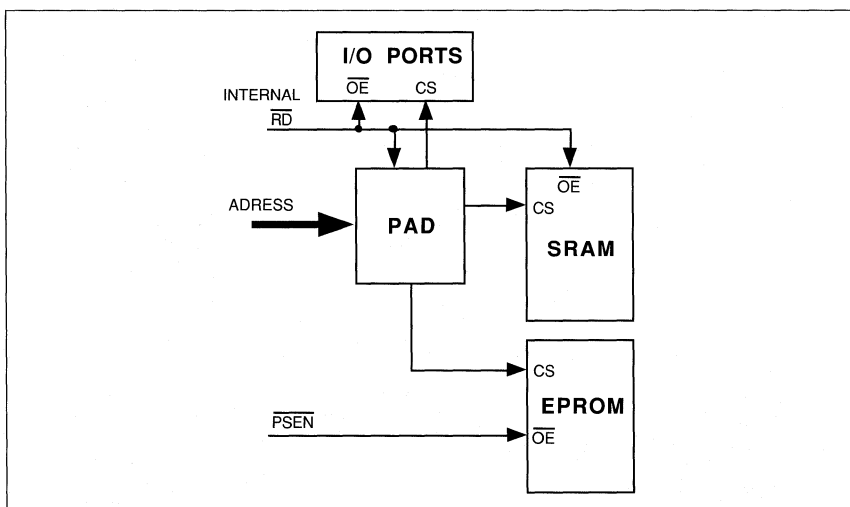 I/O PORTS
OE CS
INTERNAL
RD
OE
ADRESS
CS
PAD
SRAM
CS
EPROM
PSEN
OE